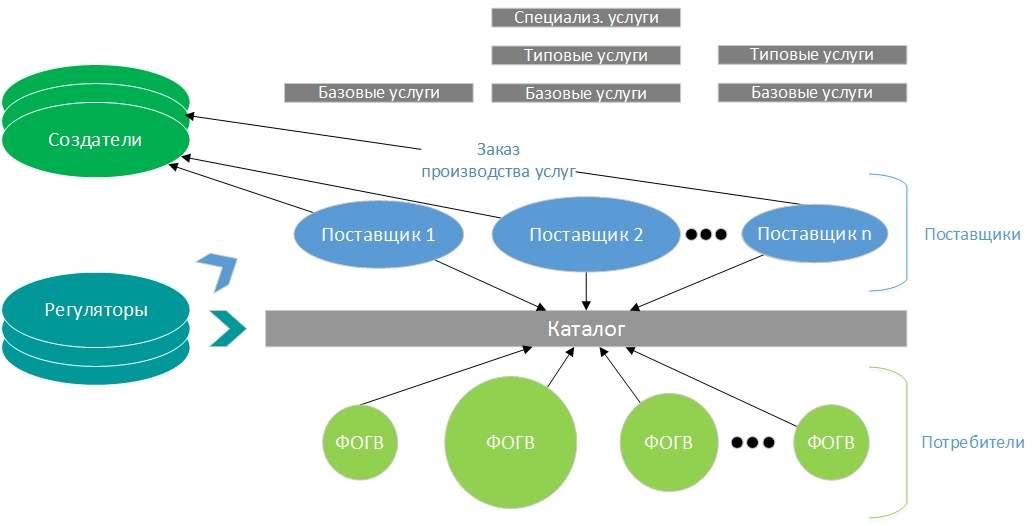 Специализ. услуги
Типовые услуги
Типовые услуги
Базовые услуги
Базовые услуги
Базовые услуги
Создатели
Заказ
производства услуг
Поставщик 1
Поставщик 2
Поставщик n
Поставщики
Регуляторы
Каталог
ФОГВ
ФОГВ
ФОГВ
ФОГВ
Потребители